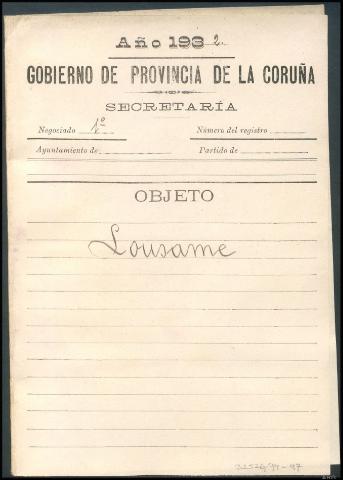 Año 1932
GOBIERNO DE PROVINCIA DE LA CORUÑA
SECRETARÍA
Negociado 1º Número del registro
Ayuntamiento de Partido de
OBJETO
Lousame